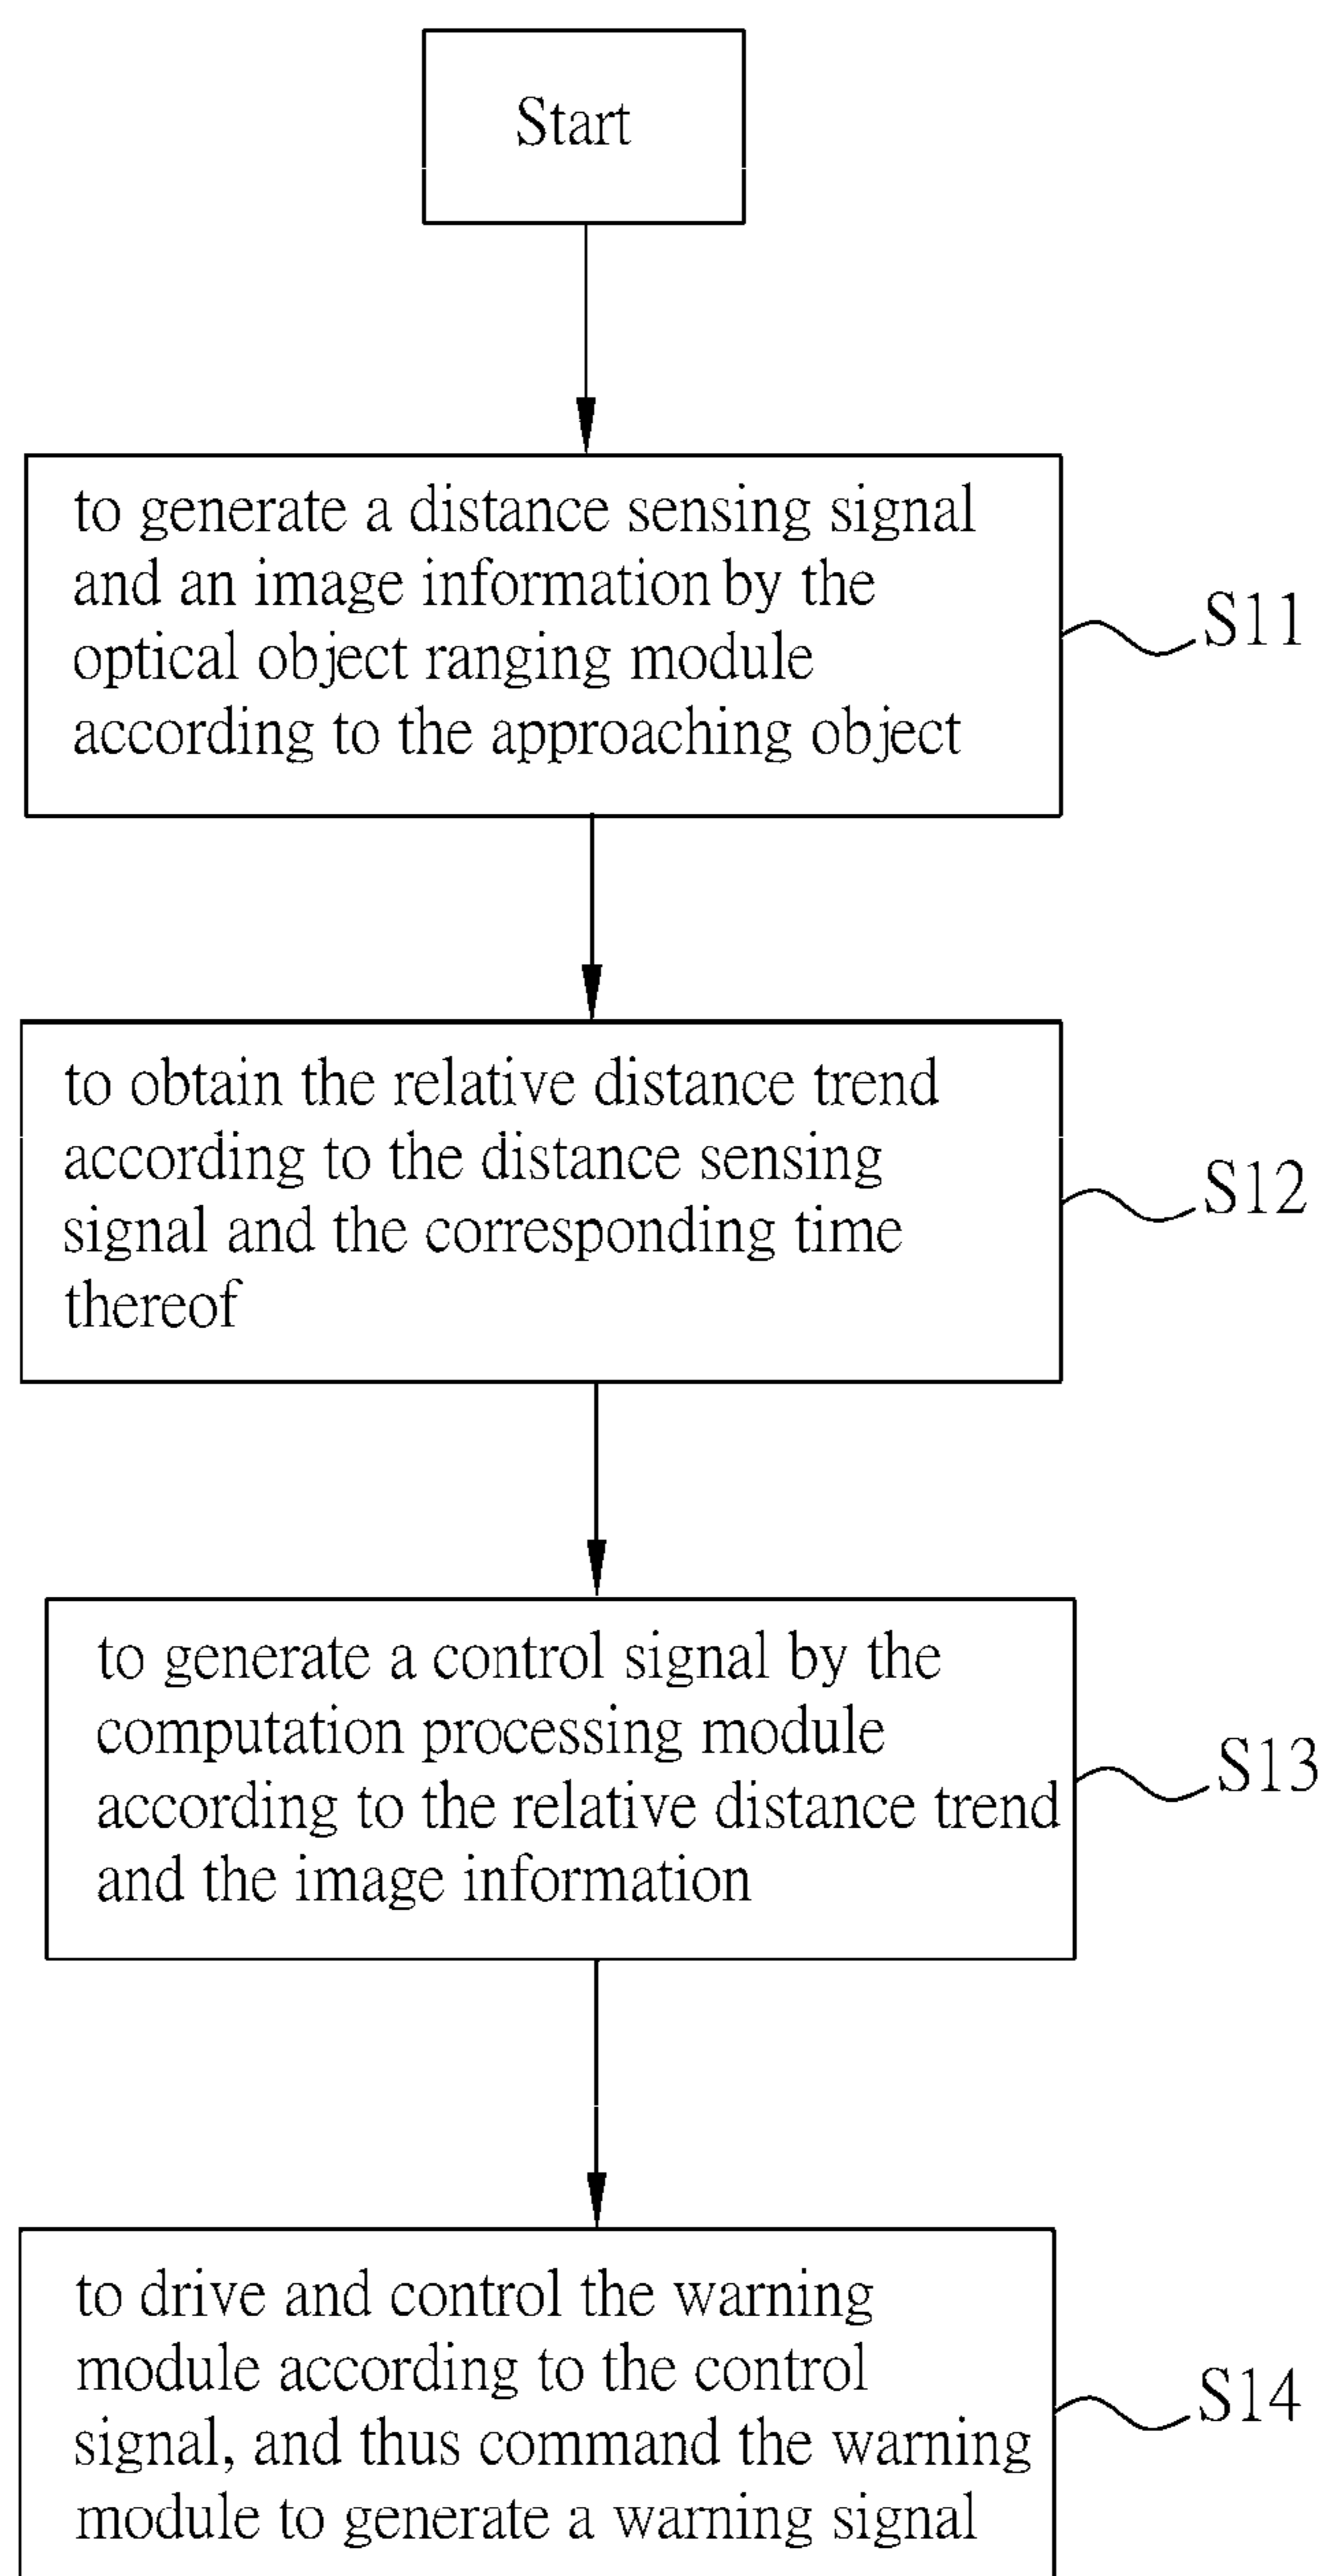 Start
to generate a distance sensing signal
and an image information by the
optical object ranging module
according to the approaching object
S11
to obtain the relative distance trend
according to the distance sensing
signal and the corresponding time
thereof
S12
to generate a control signal by the
computation processing module
according to the relative distance trend
and the image information
S13
to drive and control the warning
module according to the control
signal, and thus command the warning
module to generate a warning signal
S14